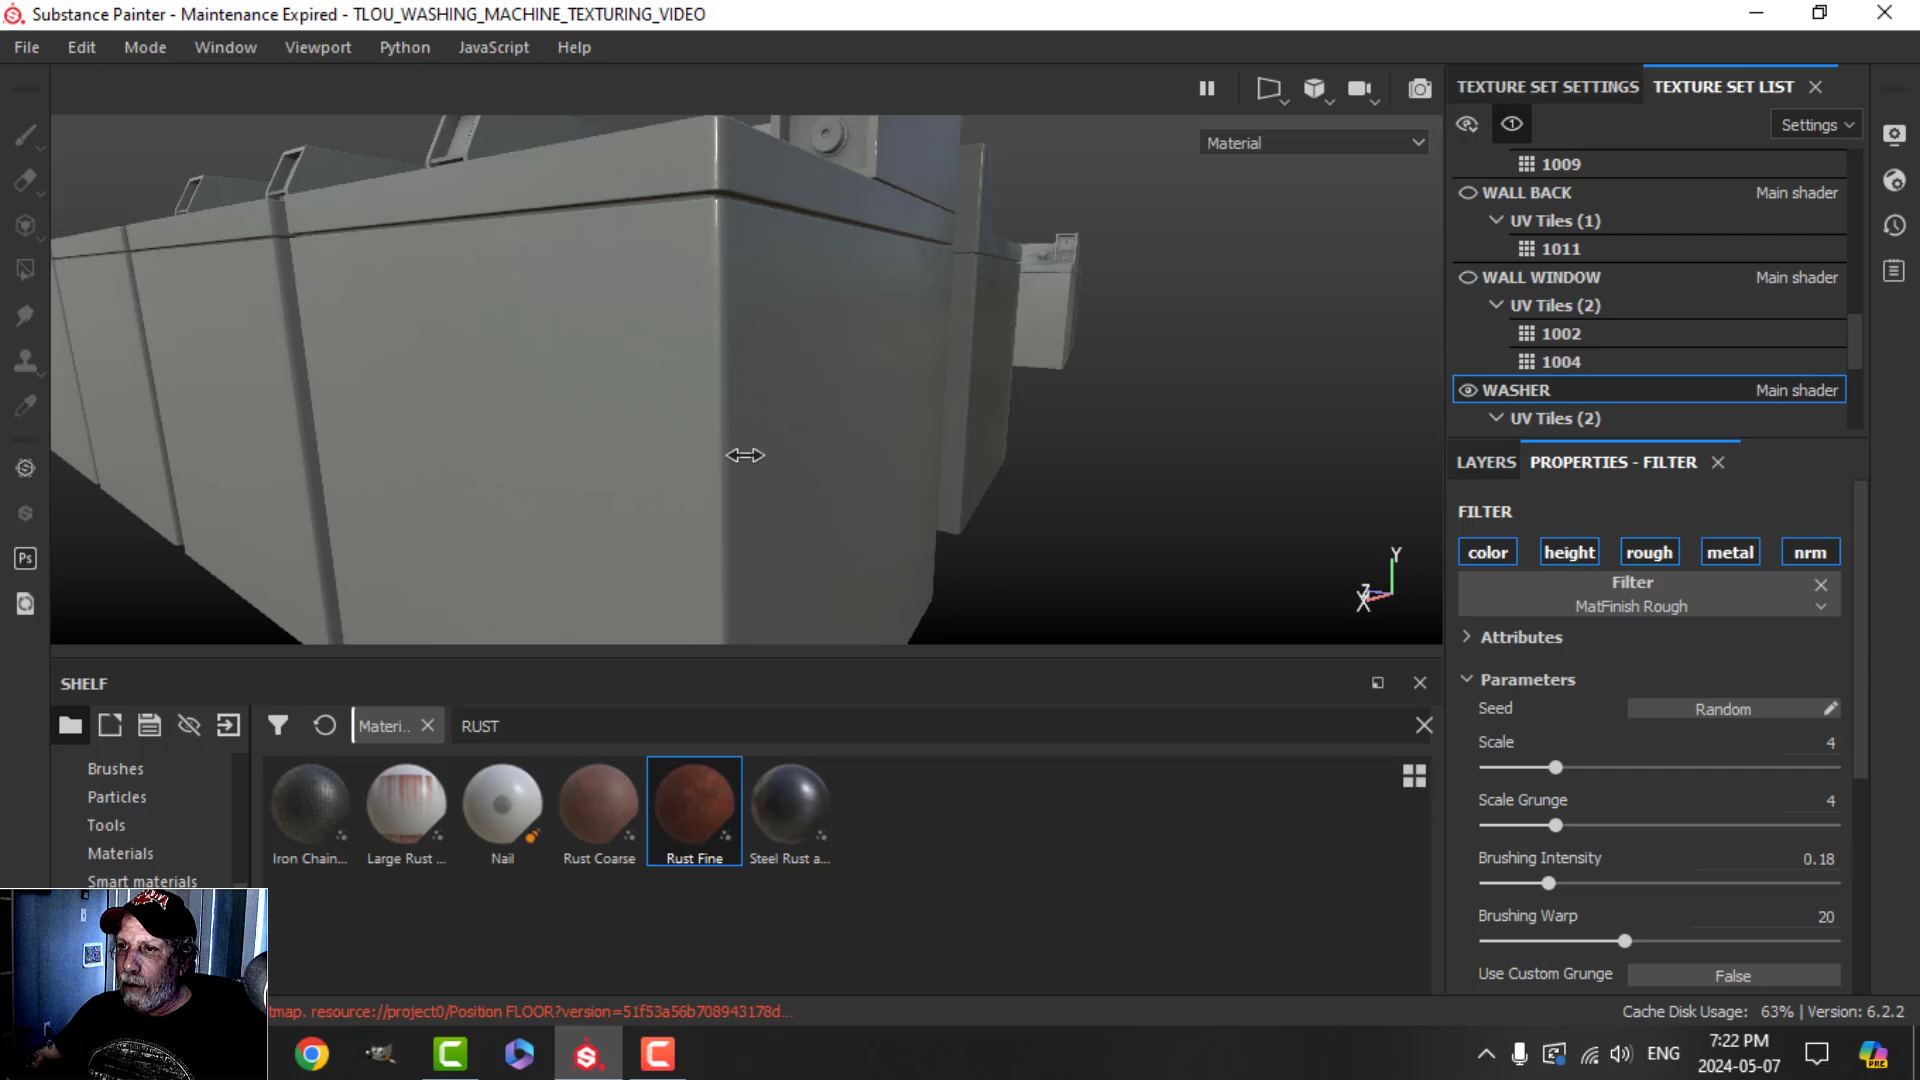 Substance Painter - Maintenance Expired - TLOU_WASHING_MACHINE_TEXTURING_VIDEO
File Edit Mode Window Viewport Python JavaScript Help
Material
Y
Z
X
TEXTURE SET SETTINGS TEXTURE SET LIST
Settings
1009
WALL BACK Main shader
UV Tiles (1)
1011
WALL WINDOW Main shader
UV Tiles (2)
1002
1004
WASHER Main shader
UV Tiles (2)
LAYERS PROPERTIES - FILTER
FILTER
color height rough metal nrm
Filter
MatFinish Rough
Attributes
Parameters
Seed Random
Scale 4
Scale Grunge 4
Brushing Intensity 0.18
Brushing Warp 20
Use Custom Grunge False
SHELF
Materi.. RUST
Brushes
Particles
Tools
Materials
Smart materials
Iron Chain... Large Rust ... Nail Rust Coarse Rust Fine Steel Rust a...
Ps
tmap. resource://project0/Position FLOOR?version=51f53a56b708943178d...
Cache Disk Usage: 63% | Version: 6.2.2
ENG
7:22 PM
2024-05-07
PRE